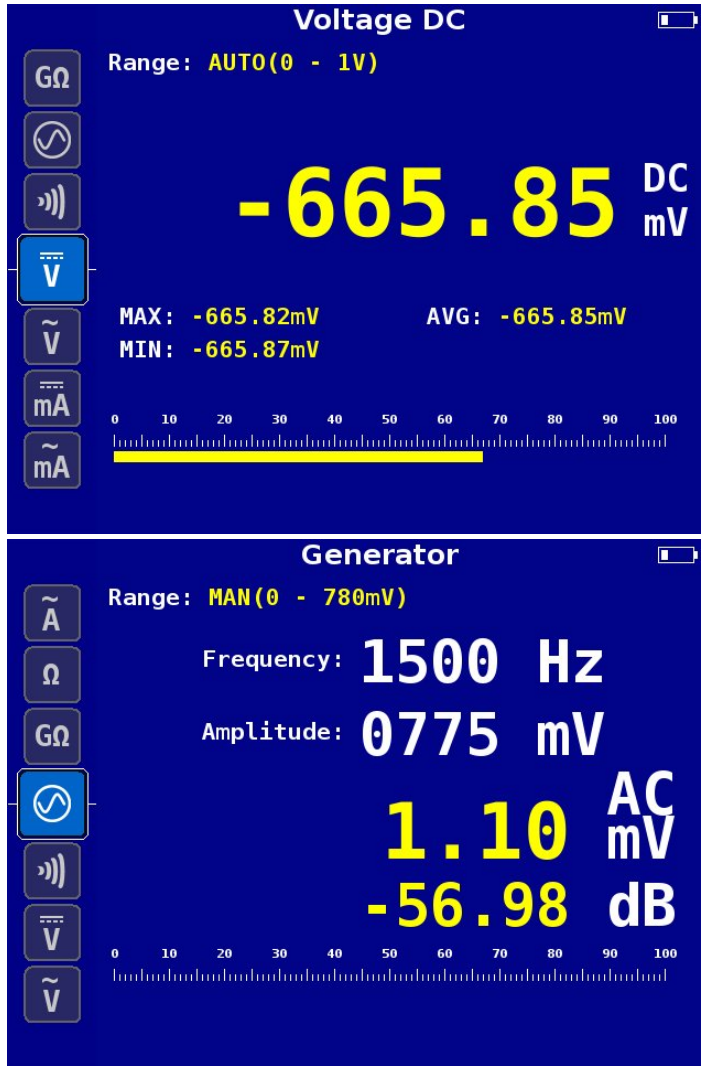 Voltage DC
Range: AUTO(0 - 1V)
GΩ
-665.85 DC mV
V
MAX: -665.82mV AVG: -665.85mV
V
MIN: -665.87mV
mA
0 10 20 30 40 50 60 70 80 90 100
mA
Generator
Range: MAN(0 - 780mV)
A
Frequency: 1500 Hz
Ω
Amplitude: 0775 mV
GΩ
1.10 AC mV
-56.98 dB
V
0 10 20 30 40 50 60 70 80 90 100
V